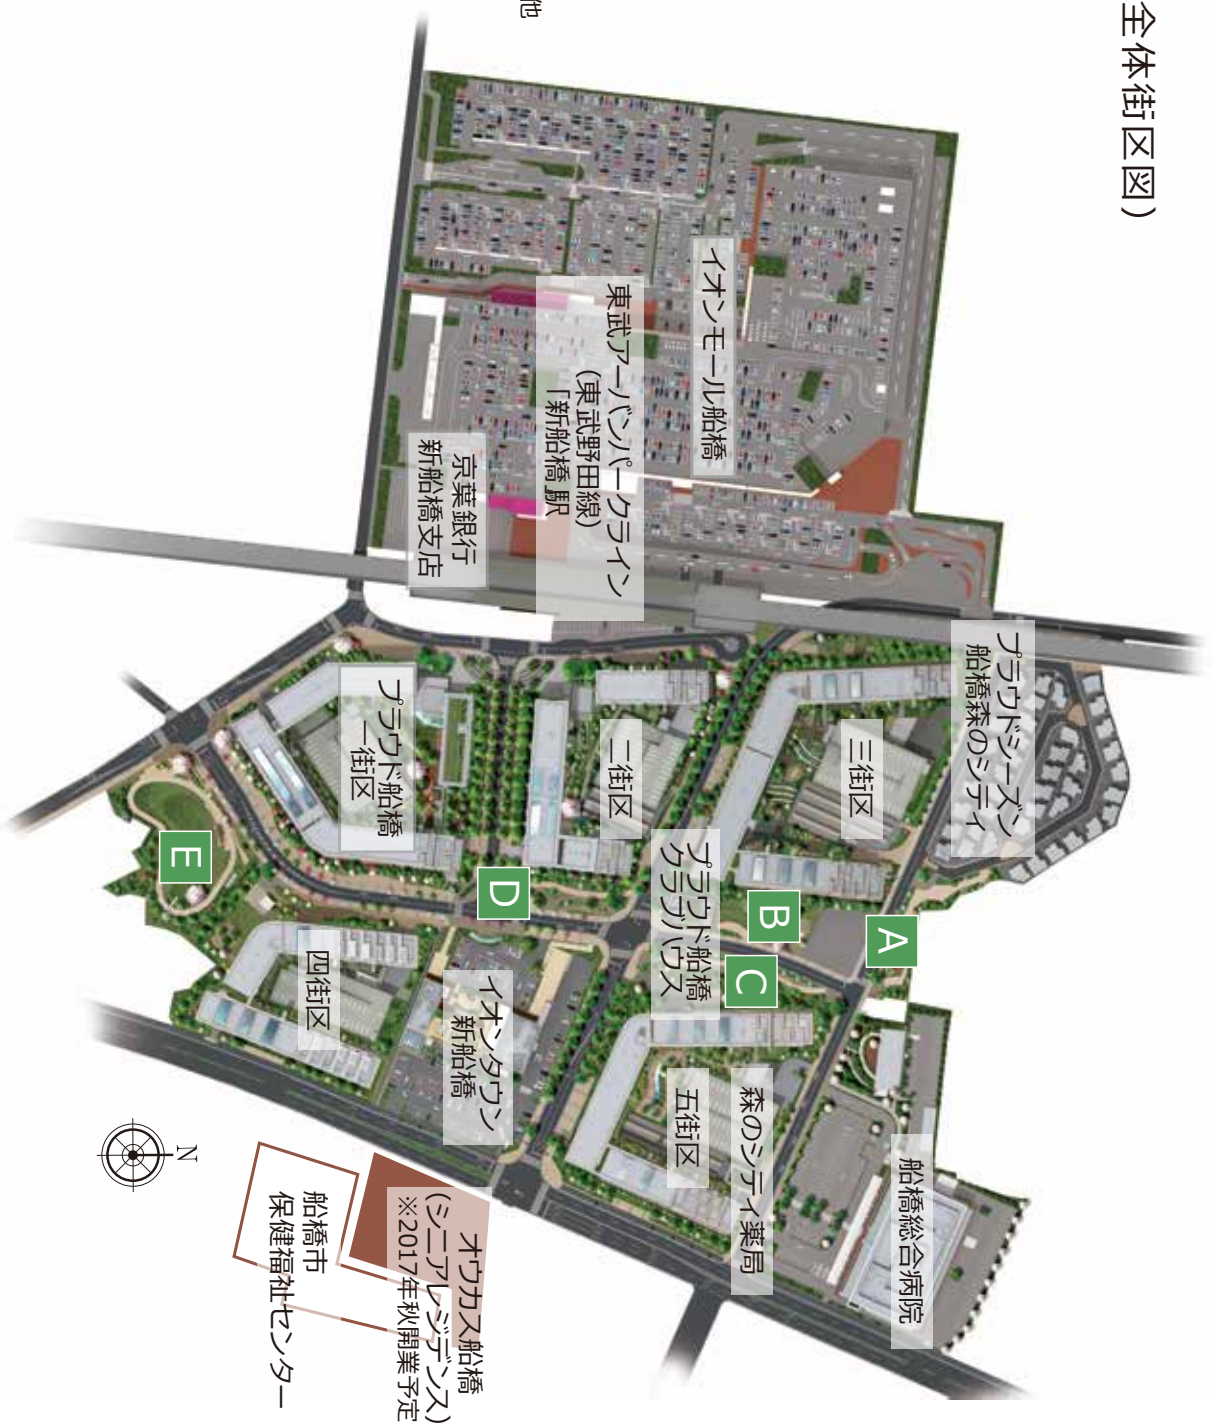 全体街区図)
他
イオンモール船橋
東武アーバンパークライン
(東武野田線)
「新船橋」駅
京葉銀行
新船橋支店
プラウドシーズン
船橋森のシティ
三街区
二街区
プラウド船橋
一街区
A
B
プラウド船橋
クラブハウス
C
D
E
船橋総合病院
森のシティ薬局
五街区
イオンタウン
新船橋
四街区
オウカス船橋
(シニアレジデンス)
※2017年秋開業予定
船橋市
保健福祉センター
N